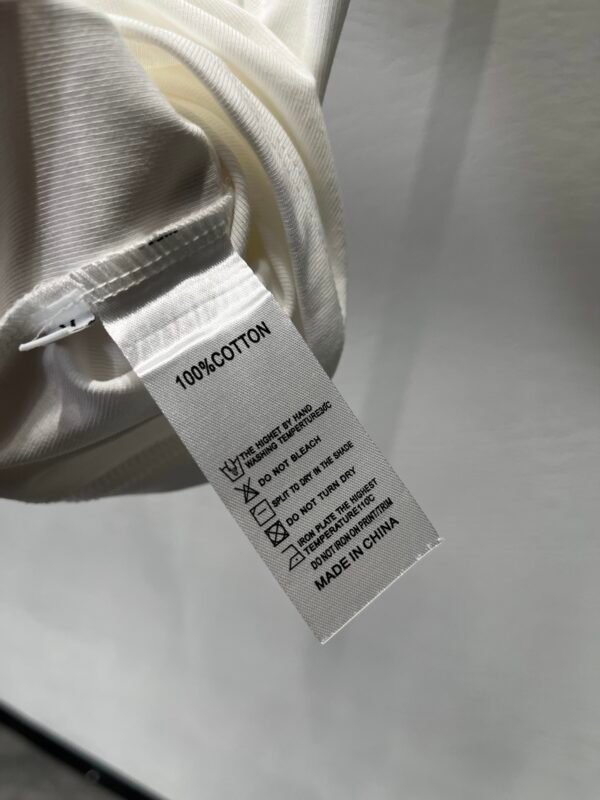 100%COTTON
THE HIGHET BY HAND
WASHING TEMPERTURE30C
DO NOT BLEACH
SPLIT TO DRY IN THE SHADE
DO NOT TURN DRY
IRON PLATE THE HIGHEST
TEMPERATURE110C
DO NOT IRON ON PRINT/TRIM
MADE IN CHINA